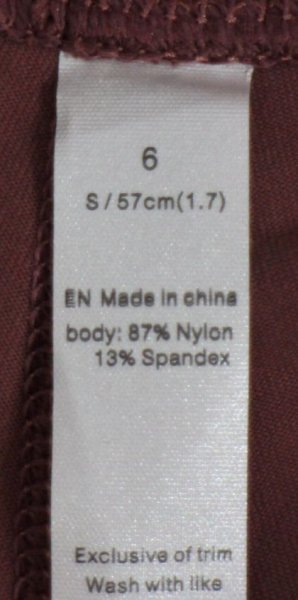 6
S / 57cm(1.7)
EN Made in china
body: 87% Nylon
13% Spandex
Exclusive of trim
Wash with like